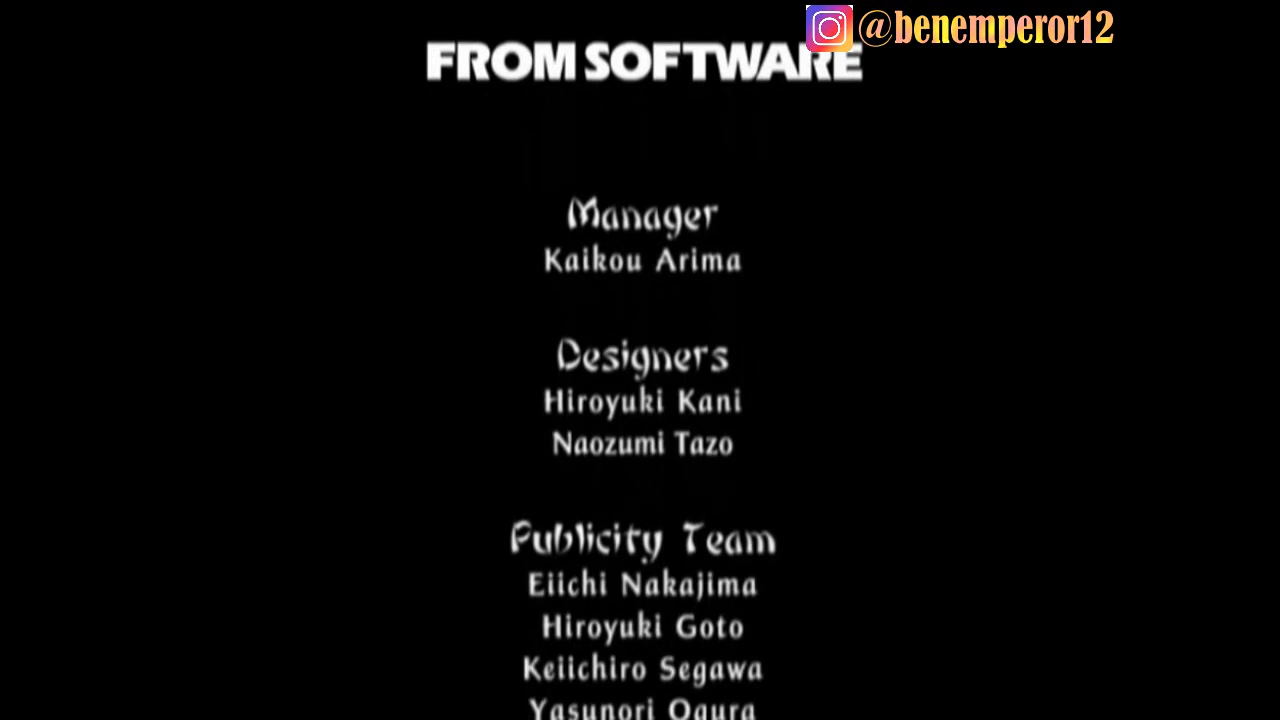 @benemperor12
FROM SOFTWARE
Manager
Kaikou Arima
Designers
Hiroyuki Kani
Naozumi Tazo
Publicity Team
Eiichi Nakajima
Hiroyuki Goto
Keiichiro Segawa
Yasunori Ogura